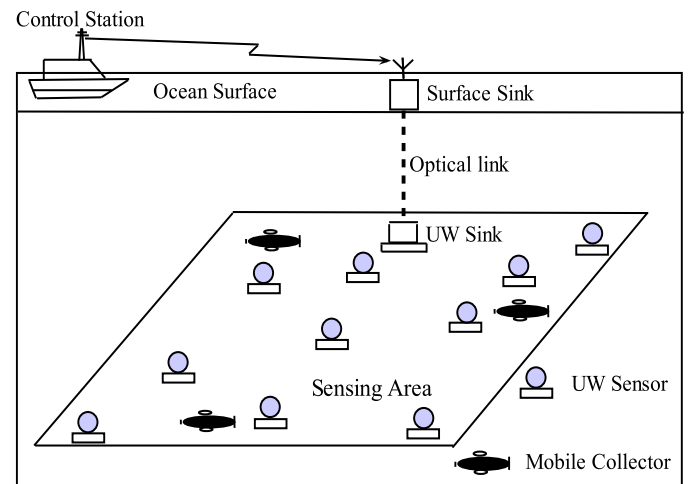 Control Station
Ocean Surface
Surface Sink
Optical link
UW Sink
Sensing Area
UW Sensor
Mobile Collector